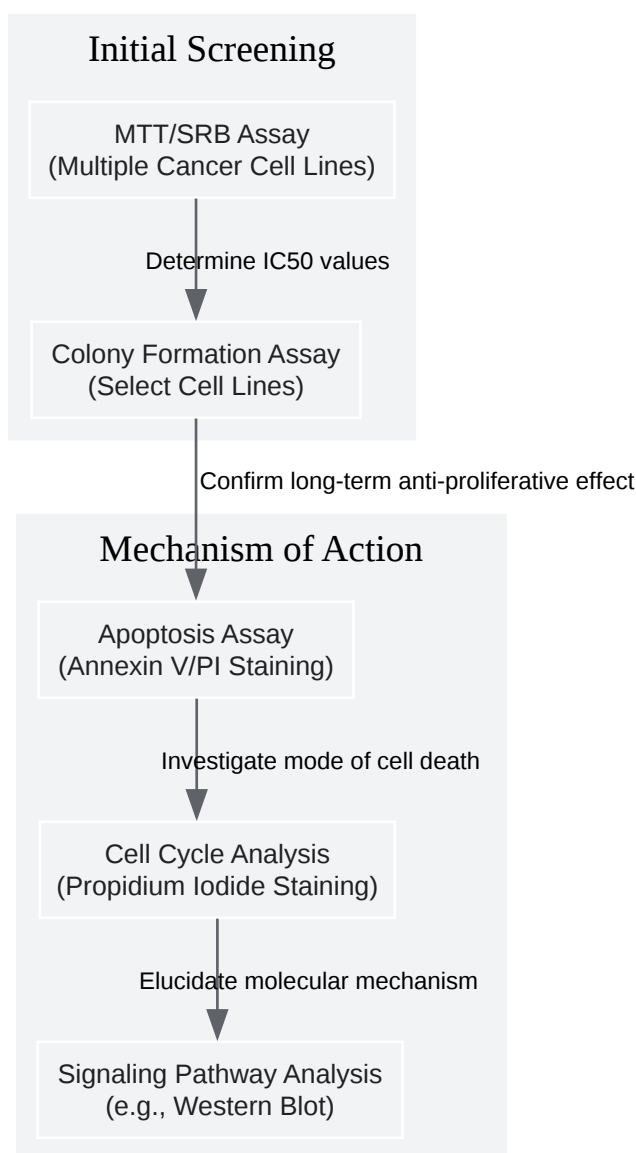 Initial Screening
MTT/SRB Assay
(Multiple Cancer Cell Lines)
Determine IC50 values
Colony Formation Assay
(Select Cell Lines)
Confirm long-term anti-proliferative effect
Mechanism of Action
Apoptosis Assay
(Annexin V/PI Staining)
Investigate mode of cell death
Cell Cycle Analysis
(Propidium Iodide Staining)
Elucidate molecular mechanism
Signaling Pathway Analysis
(e.g., Western Blot)